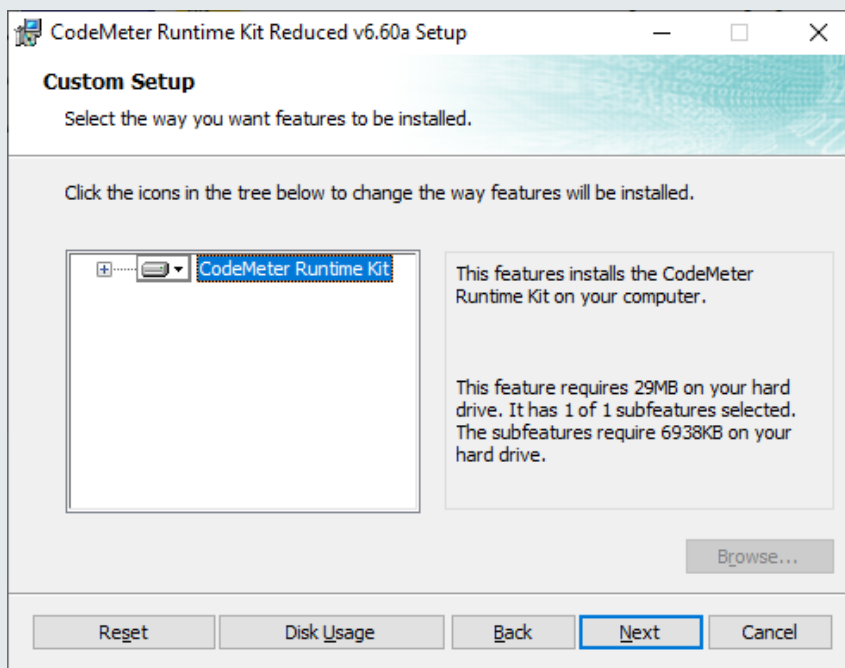 CodeMeter Runtime Kit Reduced v6.60a Setup
Custom Setup
Select the way you want features to be installed.
Click the icons in the tree below to change the way features will be installed.
CodeMeter Runtime Kit
This features installs the CodeMeter
Runtime Kit on your computer.
This feature requires 29MB on your hard
drive. It has 1 of 1 subfeatures selected.
The subfeatures require 6938KB on your
hard drive.
Browse...
Reset Disk Usage Back Next Cancel